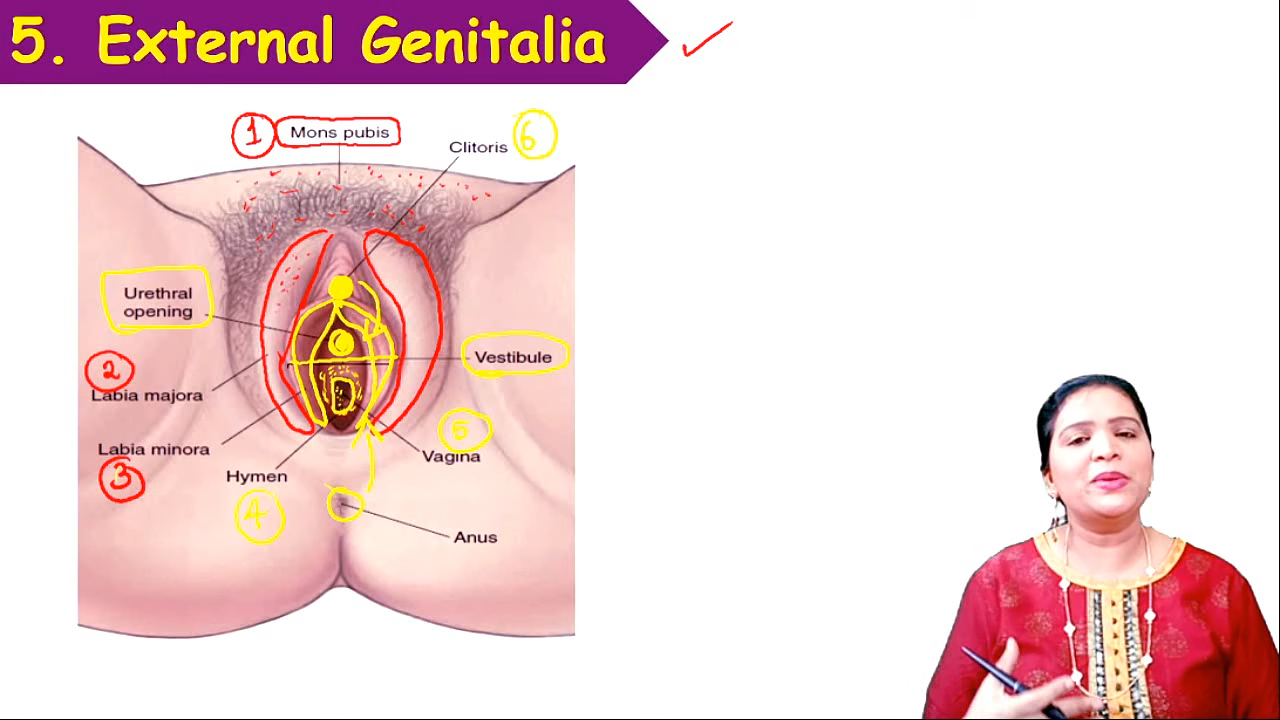 5. External Genitalia
1 Mons pubis
Clitoris 6
Urethral
opening
Vestibule
2
Labia majora
5
Labia minora
Vagina
3
Hymen
4
Anus